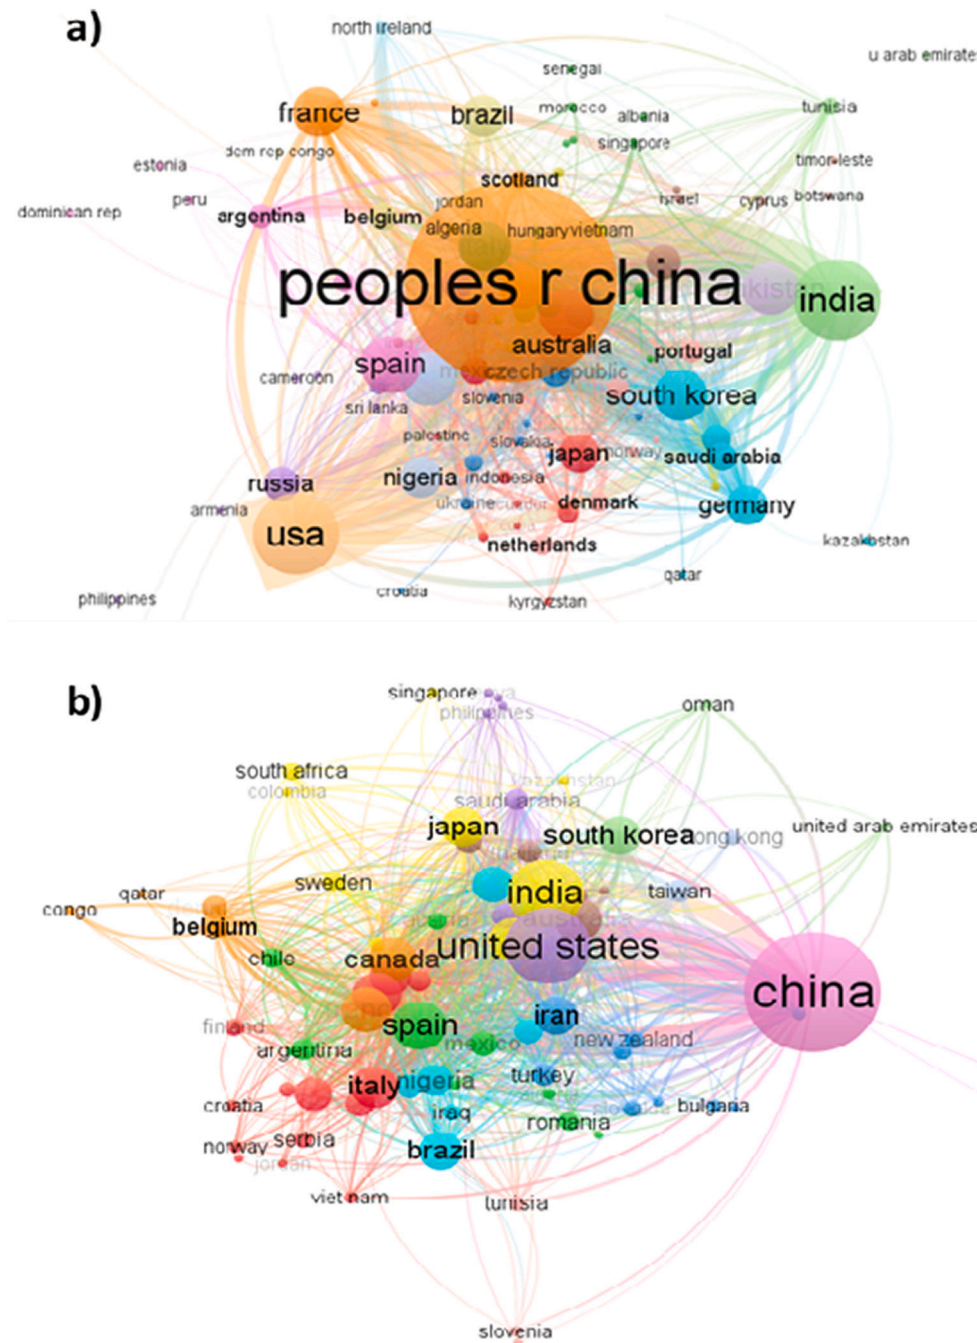 a)
north ireland
u arab emirate
senegal
france
brazil
morocco
albania
tunisia
singapore
dem rep congo
estonia
scotland
timor-leste
israel
cyprus
botswana
peru
jordan
dominican rep
argentina
belgium
algeria
hungary
vietnam
peoples r china
india
australia
portugal
spain
czech republic
cameroon
slovenia
south korea
sri lanka
palestine
slovakia
japan
norway
saudi arabia
russia
nigeria
indonesia
armenia
ukraine
denmark
germany
usa
netherlands
kazakhstan
qatar
croatia
philippines
kyrgyzstan
b)
singapore
philippines
oman
south africa
colombia
kazakhstan
saudi arabia
japan
south korea
ong kong
united arab emirates
sweden
india
taiwan
qatar
congo
belgium
chile
canada
united states
china
finland
spain
iran
mexico
new zealand
argentina
italy
nigeria
turkey
croatia
iraq
bulgaria
romania
norway
serbia
jordan
brazil
viet nam
tunisia
slovenia